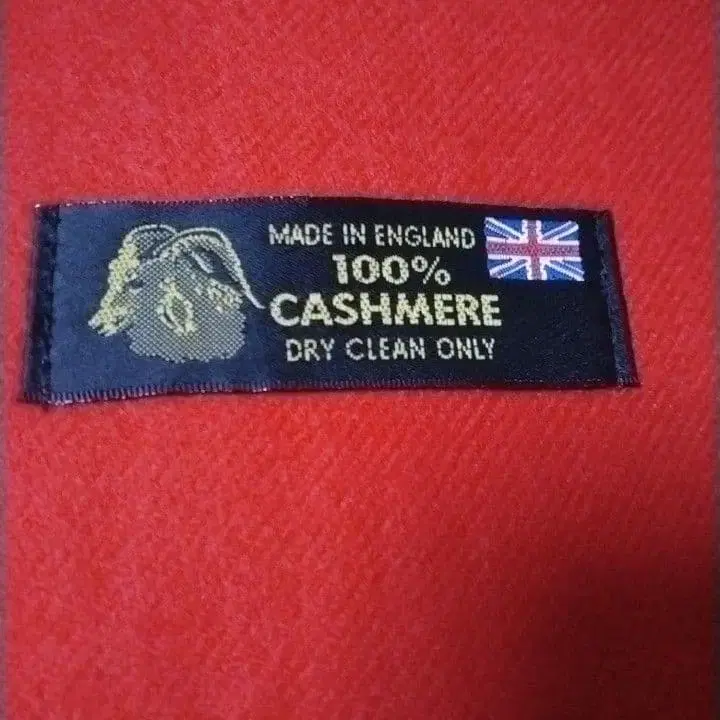 MADE IN ENGLAND
100%
CASHMERE
DRY CLEAN ONLY